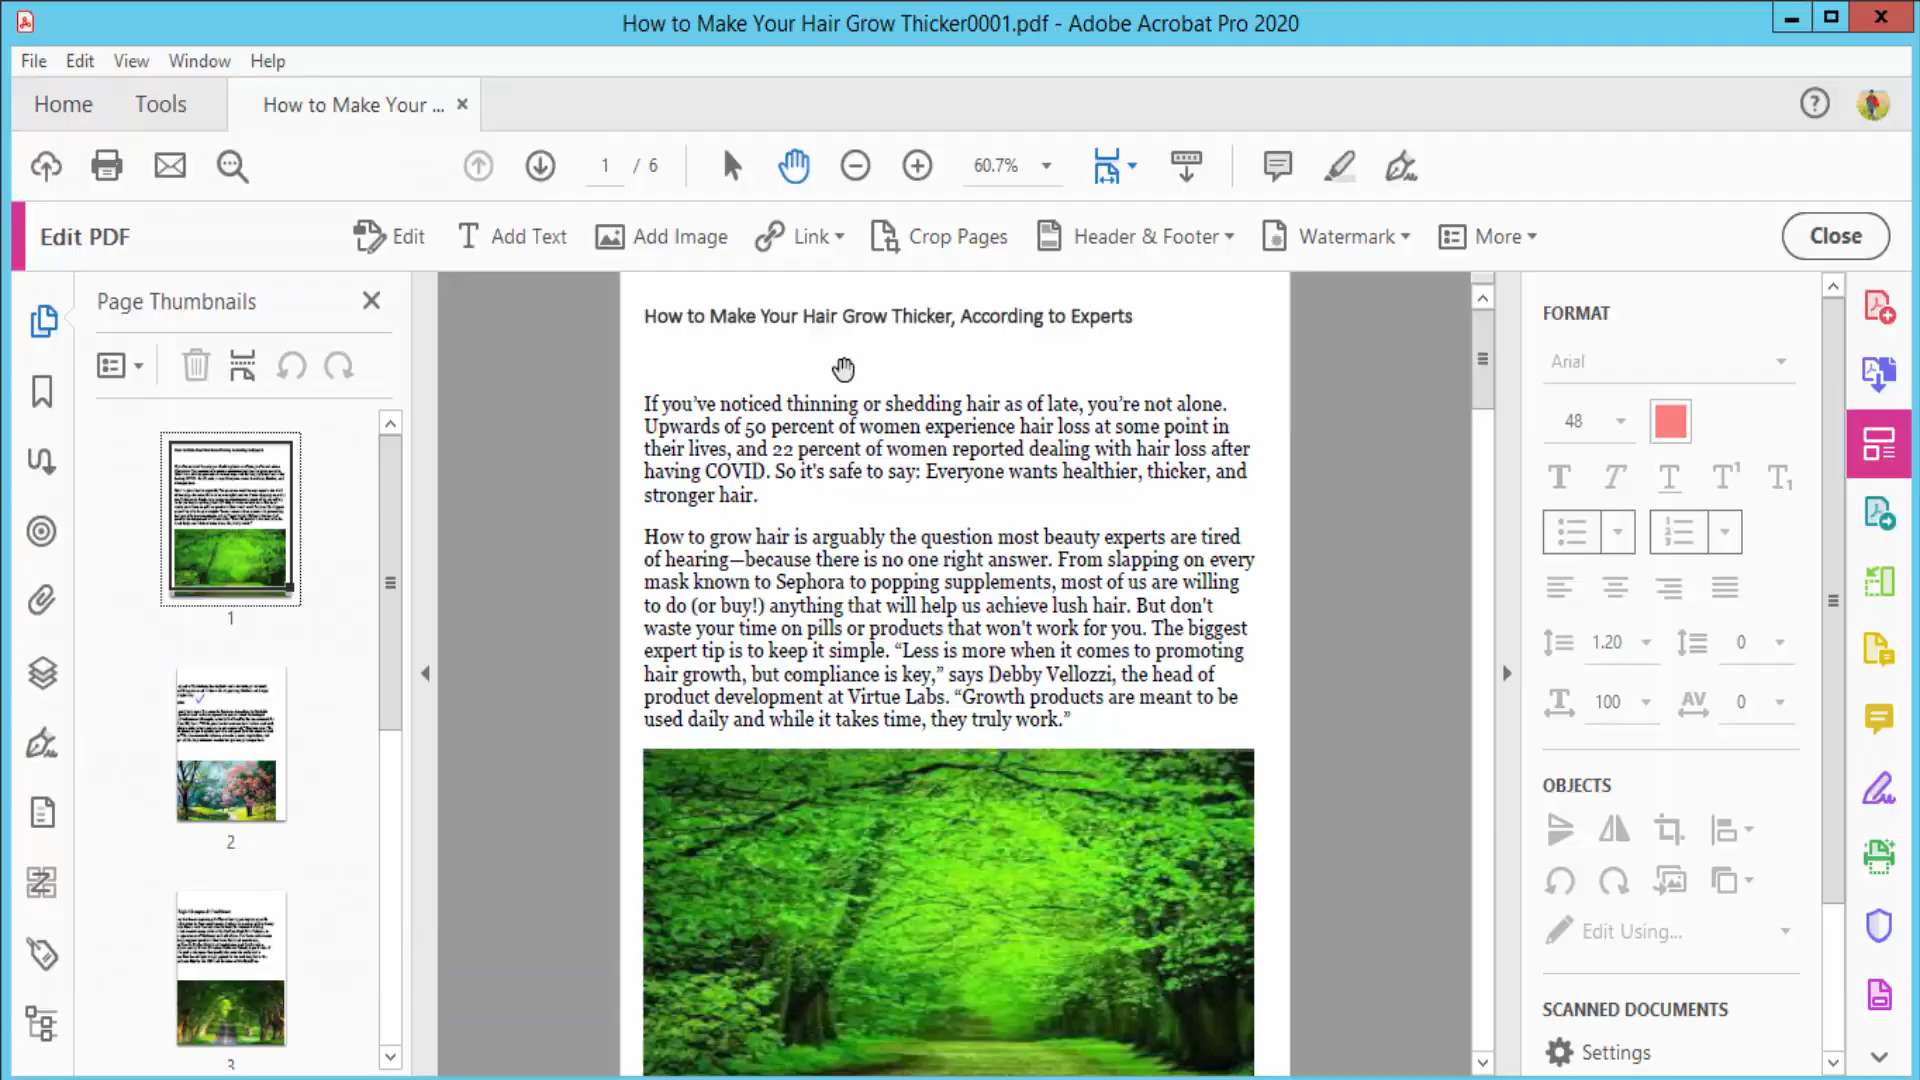 How to Make Your Hair Grow Thicker0001.pdf - Adobe Acrobat Pro 2020
File Edit View Window Help
Home Tools How to Make Your ...
1 / 6 60.7%
Edit PDF Edit Add Text Add Image Link Crop Pages Header & Footer Watermark More Close
Page Thumbnails
1
2
3
How to Make Your Hair Grow Thicker, According to Experts
If you’ve noticed thinning or shedding hair as of late, you’re not alone.
Upwards of 50 percent of women experience hair loss at some point in
their lives, and 22 percent of women reported dealing with hair loss after
having COVID. So it's safe to say: Everyone wants healthier, thicker, and
stronger hair.
How to grow hair is arguably the question most beauty experts are tired
of hearing—because there is no one right answer. From slapping on every
mask known to Sephora to popping supplements, most of us are willing
to do (or buy!) anything that will help us achieve lush hair. But don't
waste your time on pills or products that won't work for you. The biggest
expert tip is to keep it simple. “Less is more when it comes to promoting
hair growth, but compliance is key,” says Debby Vellozzi, the head of
product development at Virtue Labs. “Growth products are meant to be
used daily and while it takes time, they truly work.”
FORMAT
Arial
48
1.20 0
100 0
OBJECTS
Edit Using...
SCANNED DOCUMENTS
Settings